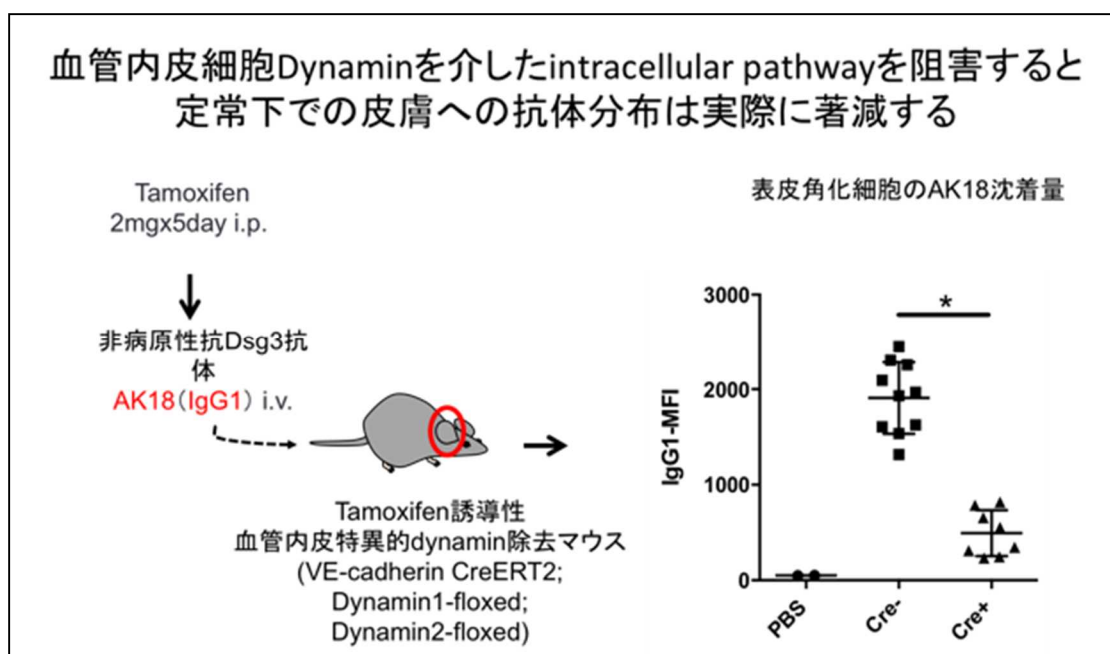 血管内皮細胞Dynaminを介したintracellular pathwayを阻害すると
定常下での皮膚への抗体分布は実際に著減する
Tamoxifen
2mgx5day i.p.
非病原性抗Dsg3抗
体
AK18(IgG1) i.v.
Tamoxifen誘導性
血管内皮特異的dynamin除去マウス
(VE-cadherin CreERT2;
Dynamin1-floxed;
Dynamin2-floxed)
表皮角化細胞のAK18沈着量
*
IgG1-MFI
3000
2000
1000
0
PBS
Cre-
Cre+